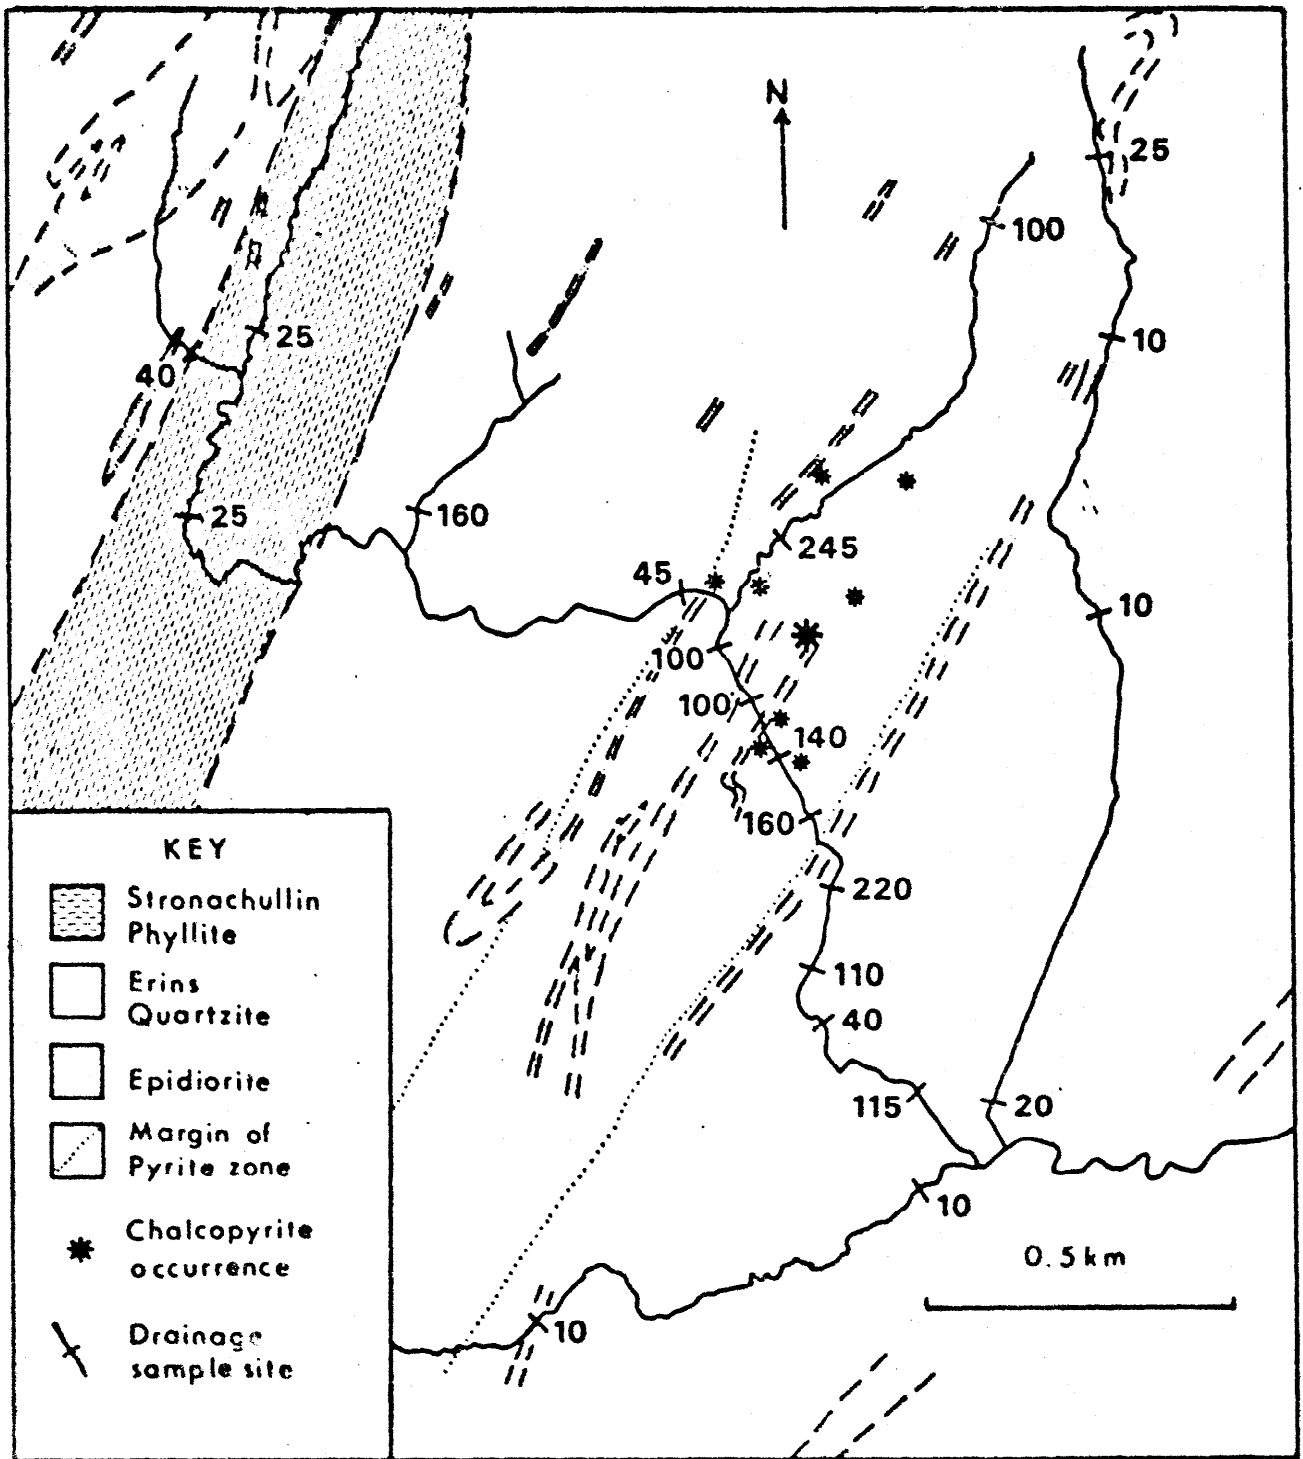 N
25
100
10
25
40
25
160
245
45
10
100
100
140
160
220
110
40
115
20
10
0.5 km
10
KEY
Stronachullin
Phyllite
Erins
Quartzite
Epidiorite
Margin of
Pyrite zone
Chalcopyrite
occurrence
Drainage
sample site